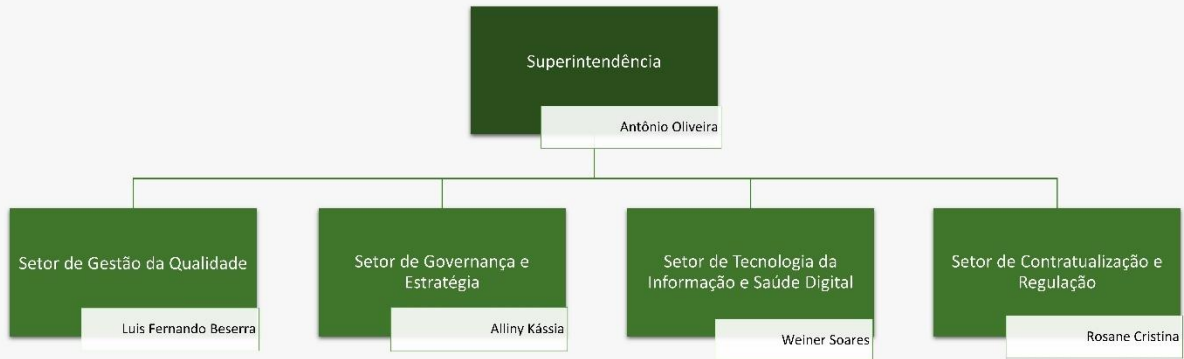 Superintendência
Antônio Oliveira
Setor de Gestão da Qualidade
Luis Fernando Beserra
Setor de Governança e
Estratégia
Alliny Kássia
Setor de Tecnologia da
Informação e Saúde Digital
Weiner Soares
Setor de Contratualização e
Regulação
Rosane Cristina